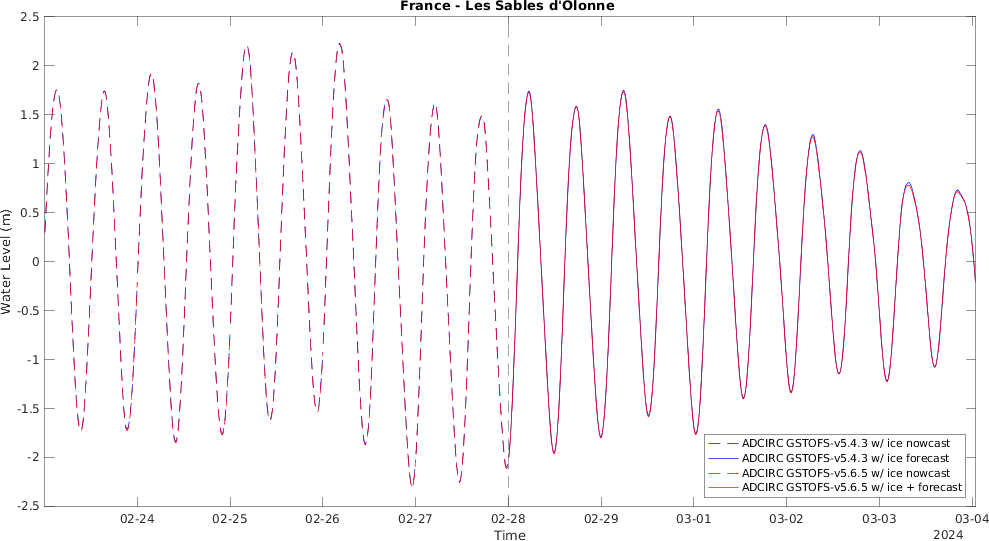 France - Les Sables d'Olonne
2.5
2
1.5
1
0.5
0
-0.5
-1
-1.5
-2
-2.5
Water Level (m)
02-24 02-25 02-26 02-27 02-28 02-29 03-01 03-02 03-03 03-04
Time
2024
ADCIRC GSTOFS-v5.4.3 w/ ice nowcast
ADCIRC GSTOFS-v5.4.3 w/ ice forecast
ADCIRC GSTOFS-v5.6.5 w/ ice nowcast
ADCIRC GSTOFS-v5.6.5 w/ ice + forecast